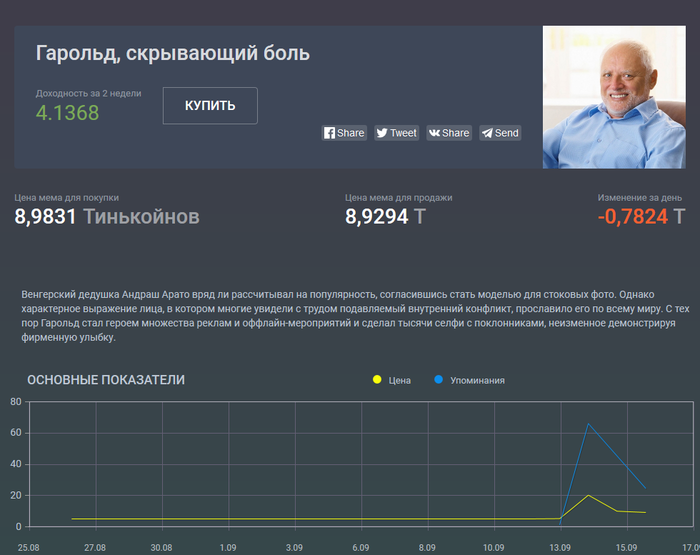 Гарольд, скрывающий боль
Доходность за 2 недели
4.1368
КУПИТЬ
Share Tweet Share Send
Цена мема для покупки
8,9831 Тинькойнов
Цена мема для продажи
8,9294 Т
Изменение за день
-0,7824 Т
Венгерский дедушка Андраш Арато вряд ли рассчитывал на популярность, согласившись стать моделью для стоковых фото. Однако
характерное выражение лица, в котором многие увидели с трудом подавляемый внутренний конфликт, прославило его по всему миру. С тех
пор Гарольд стал героем множества реклам и оффлайн-мероприятий и сделал тысячи селфи с поклонниками, неизменное демонстрируя
фирменную улыбку.
ОСНОВНЫЕ ПОКАЗАТЕЛИ
Цена Упоминания
80
60
40
20
0
25.08 27.08 30.08 1.09 3.09 6.09 8.09 10.09 13.09 15.09 17.09